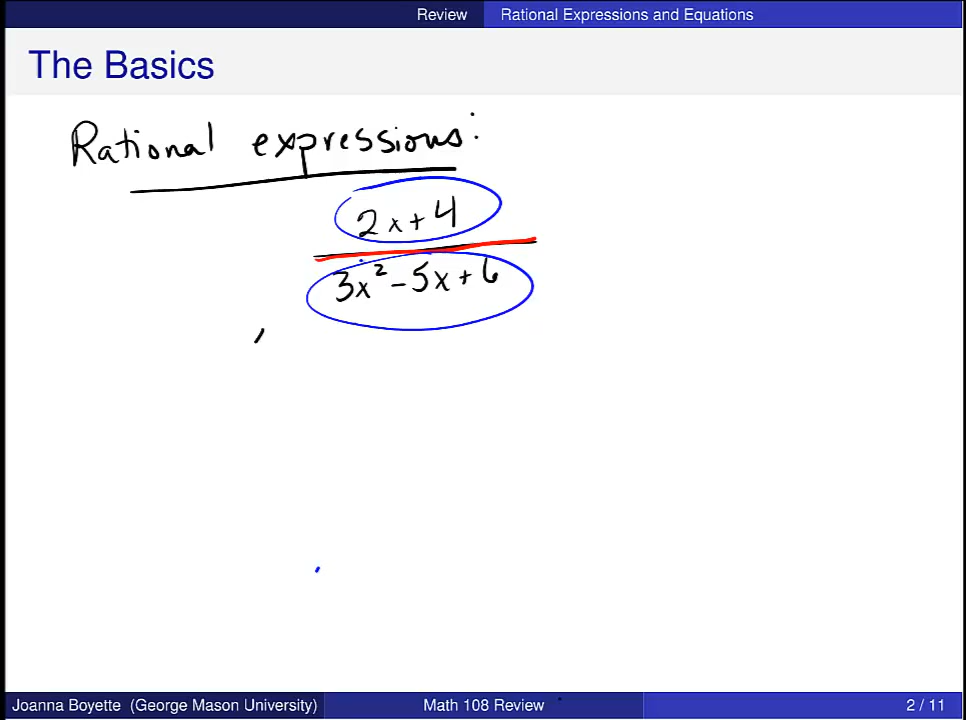 Review Rational Expressions and Equations
The Basics
Rational expressions:
2x+4
3x²-5x+6
Joanna Boyette (George Mason University) Math 108 Review 2 / 11